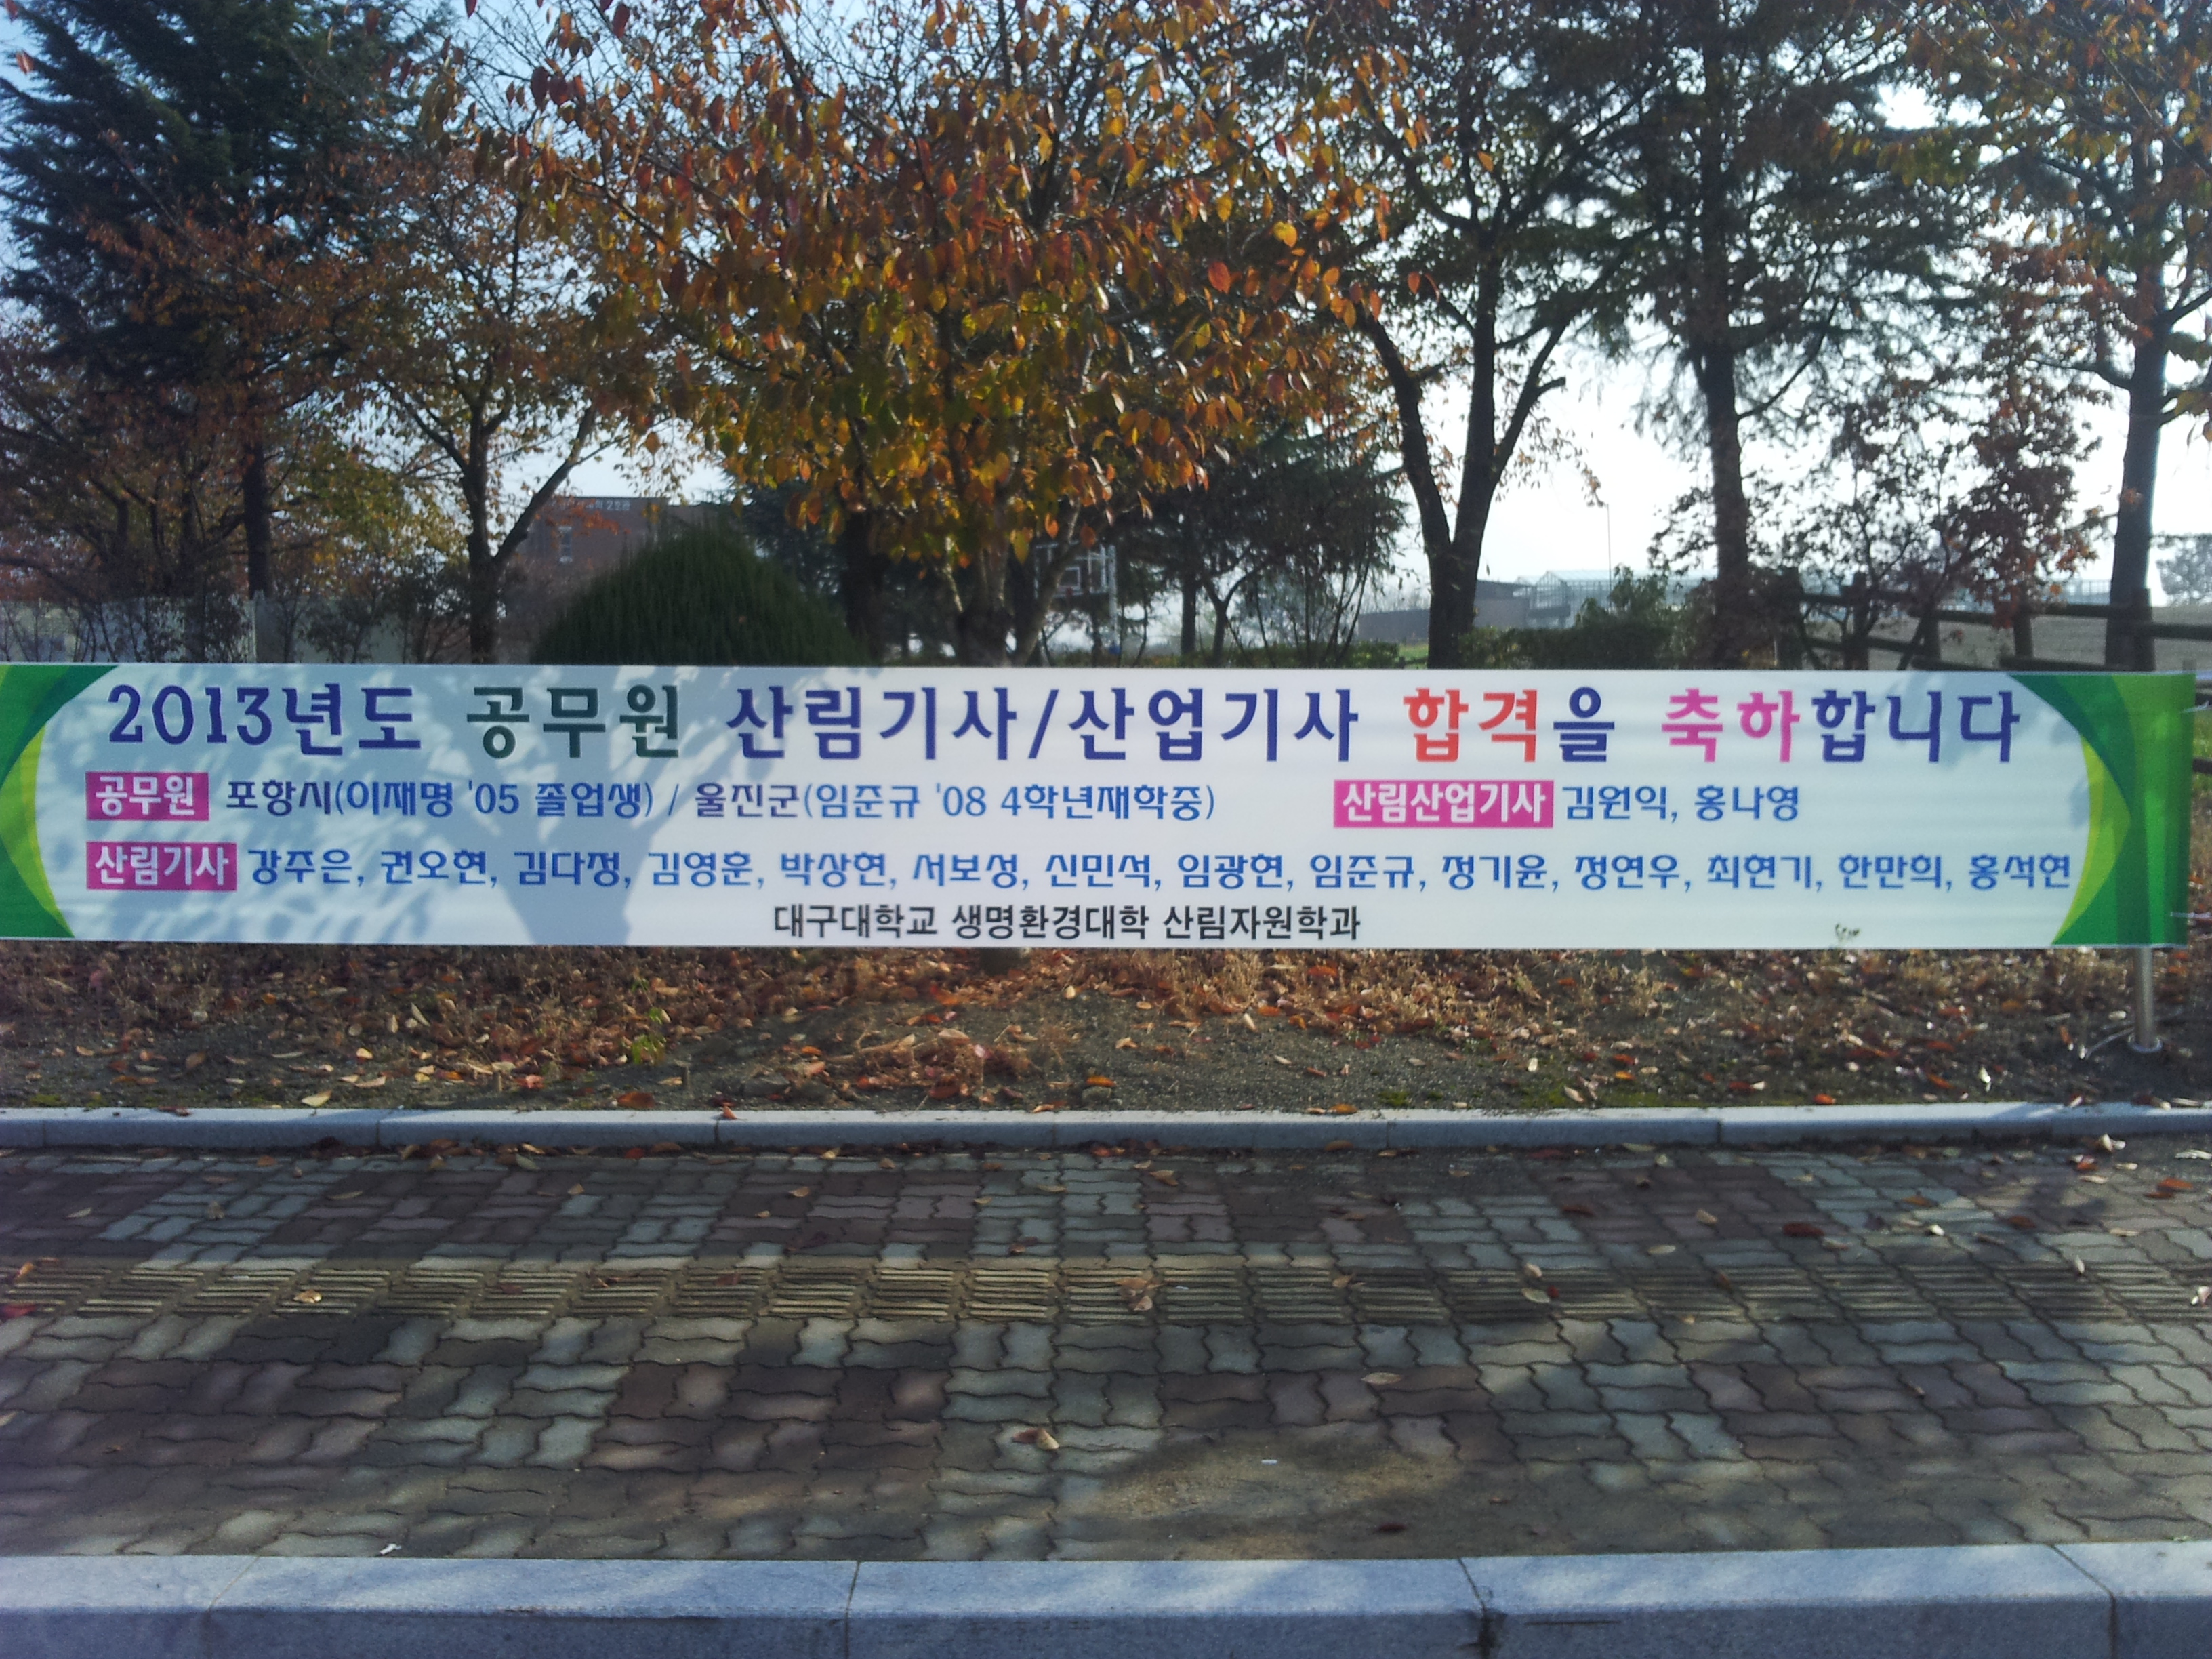 2013년도 공무원 산림기사/산업기사 합격을 축하합니다
공무원 포항시(이재명 '05 졸업생) / 울진군(임준규 '08 4학년재학중) 산림산업기사 김원익, 홍나영
산림기사 강주은, 권오현, 김다정, 김영훈, 박상현, 서보성, 신민석, 임광현, 임준규, 정기윤, 정연우, 최현기, 한만희, 홍석현
대구대학교 생명환경대학 산림자원학과